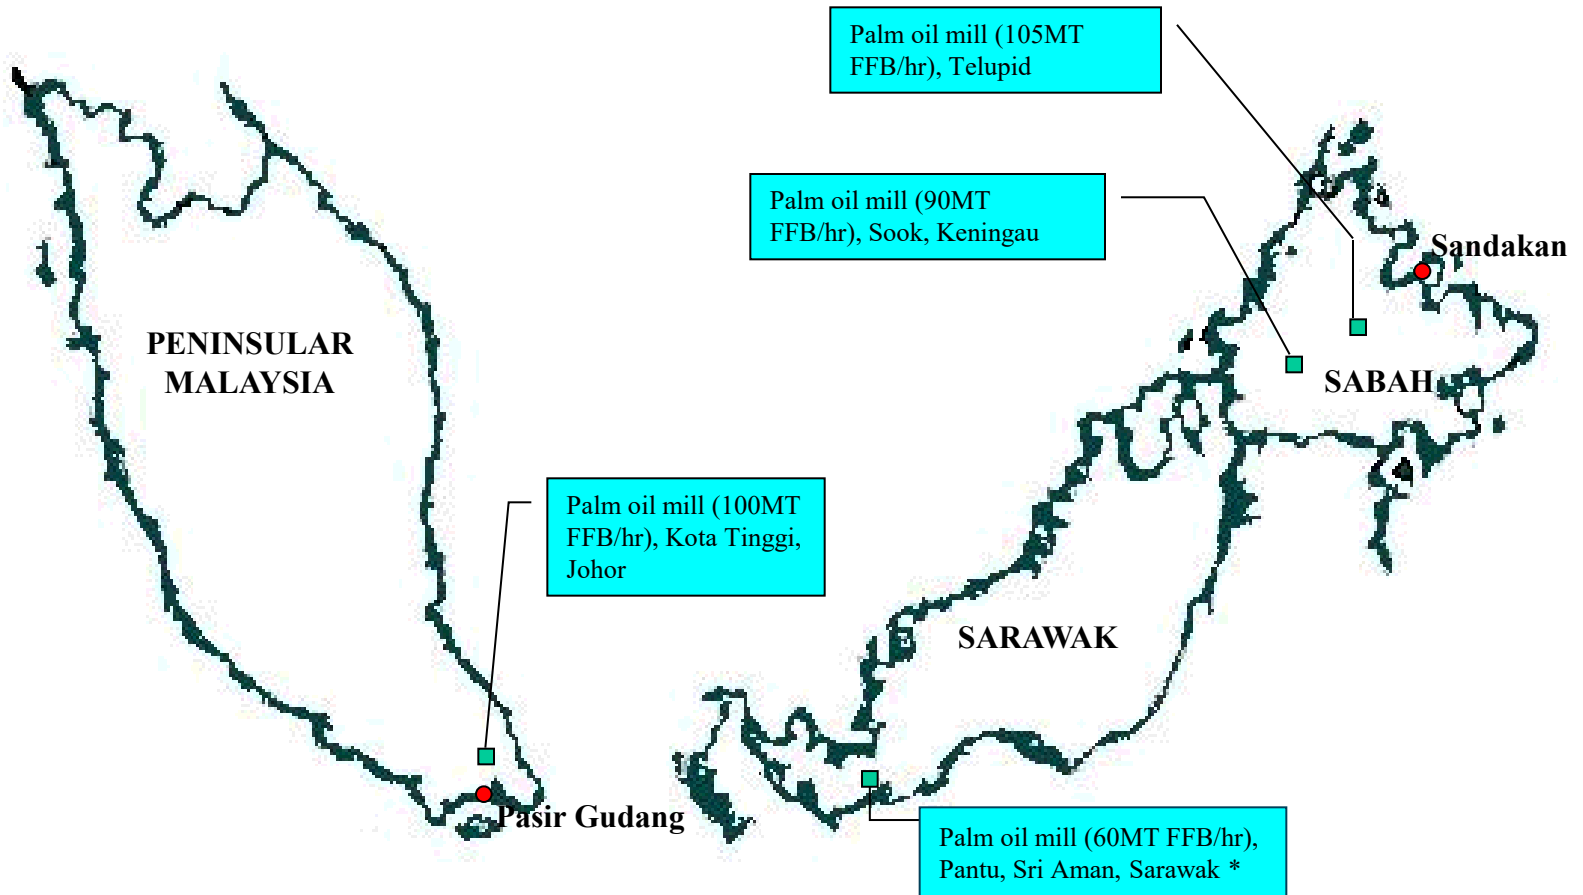 Palm oil mill (105MT
FFB/hr), Telupid
Palm oil mill (90MT
FFB/hr), Sook, Keningau
Sandakan
PENINSULAR
MALAYSIA
SABAH
Palm oil mill (100MT
FFB/hr), Kota Tinggi,
Johor
SARAWAK
Pasir Gudang
Palm oil mill (60MT FFB/hr),
Pantu, Sri Aman, Sarawak *